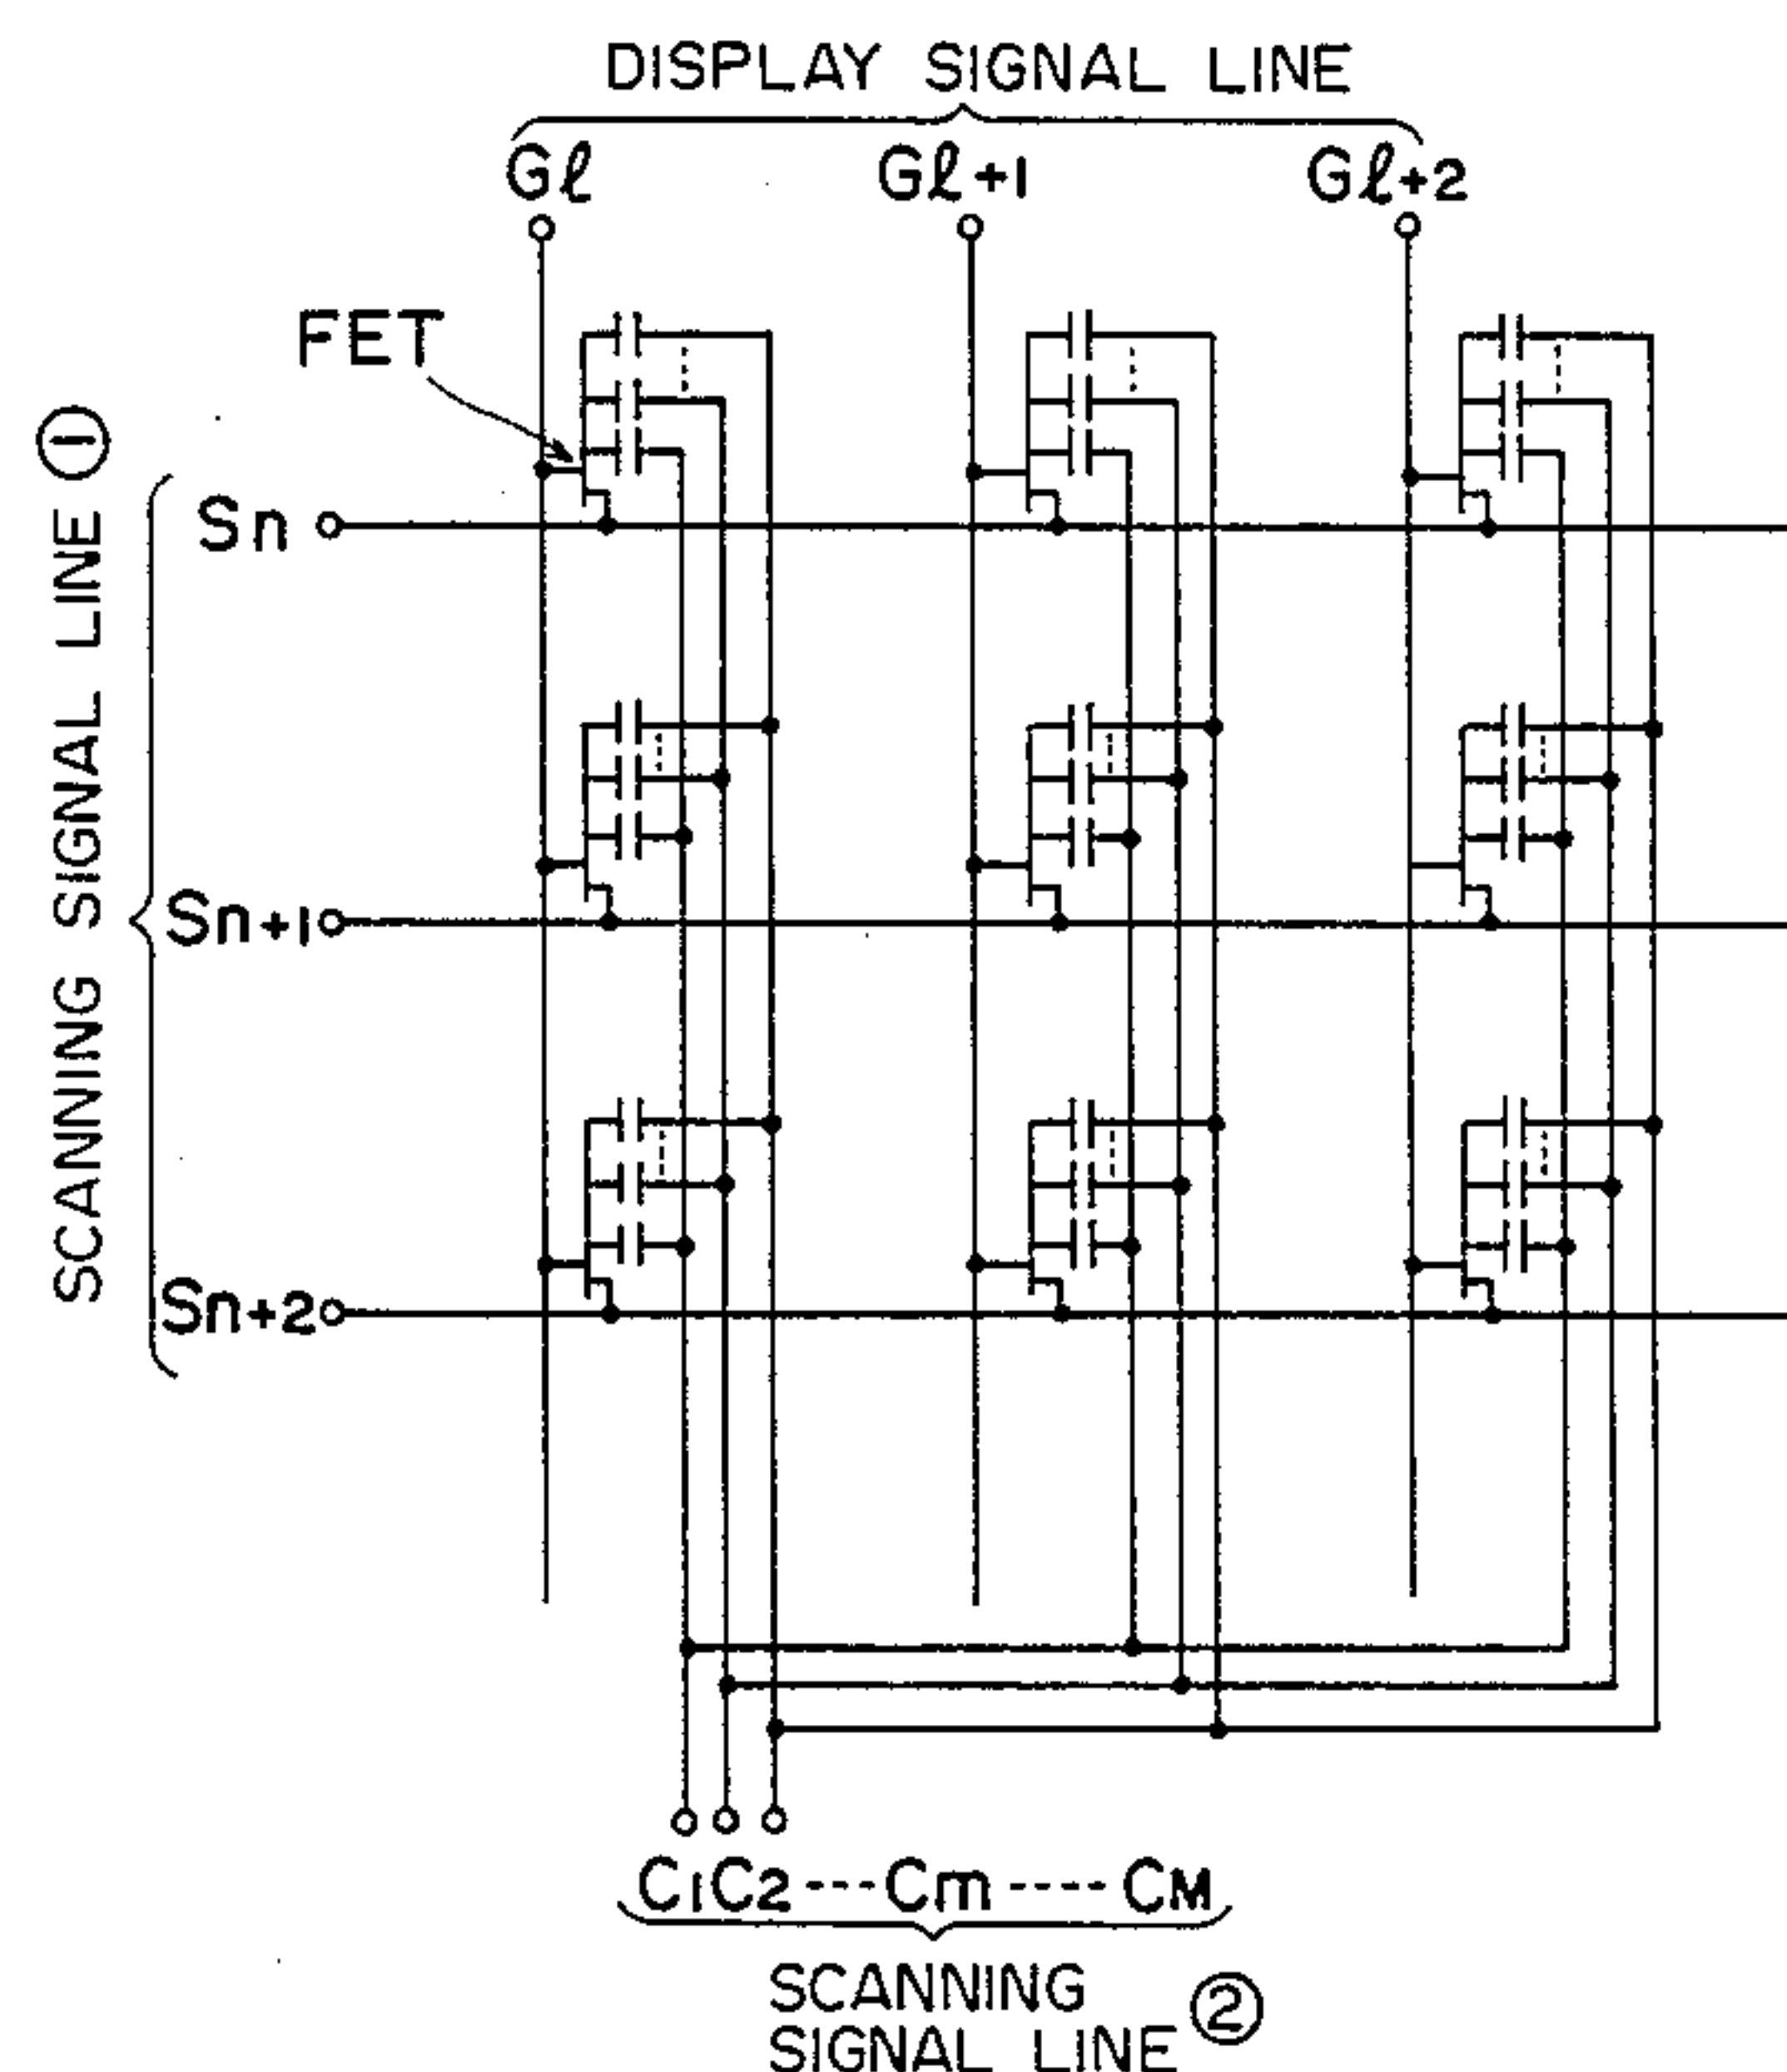 DISPLAY SIGNAL LINE
Gℓ Gℓ+1 Gℓ+2
FET
SCANNING SIGNAL LINE ①
Sn
Sn+1
Sn+2
C1C2---Cm----CM
SCANNING
SIGNAL LINE ②